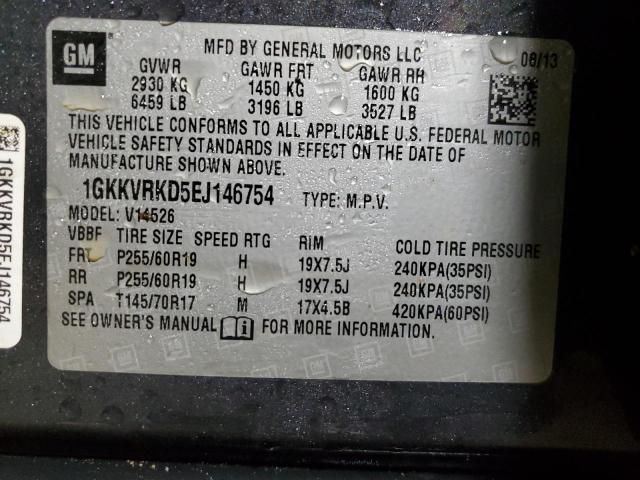 GM
MFD BY GENERAL MOTORS LLC
08/13
GVWR GAWR FRT GAWR RR
2930 KG 1450 KG 1600 KG
6459 LB 3196 LB 3527 LB
THIS VEHICLE CONFORMS TO ALL APPLICABLE U.S. FEDERAL MOTOR
VEHICLE SAFETY STANDARDS IN EFFECT ON THE DATE OF
MANUFACTURE SHOWN ABOVE.
1GKKVRKD5EJ146754 TYPE: M.P.V.
MODEL: V14526
VBBF TIRE SIZE SPEED RTG RIM COLD TIRE PRESSURE
FRT P255/60R19 H 19X7.5J 240KPA(35PSI)
RR P255/60R19 H 19X7.5J 240KPA(35PSI)
SPA T145/70R17 M 17X4.5B 420KPA(60PSI)
SEE OWNER'S MANUAL FOR MORE INFORMATION.
1GKKVRKD5EJ146754